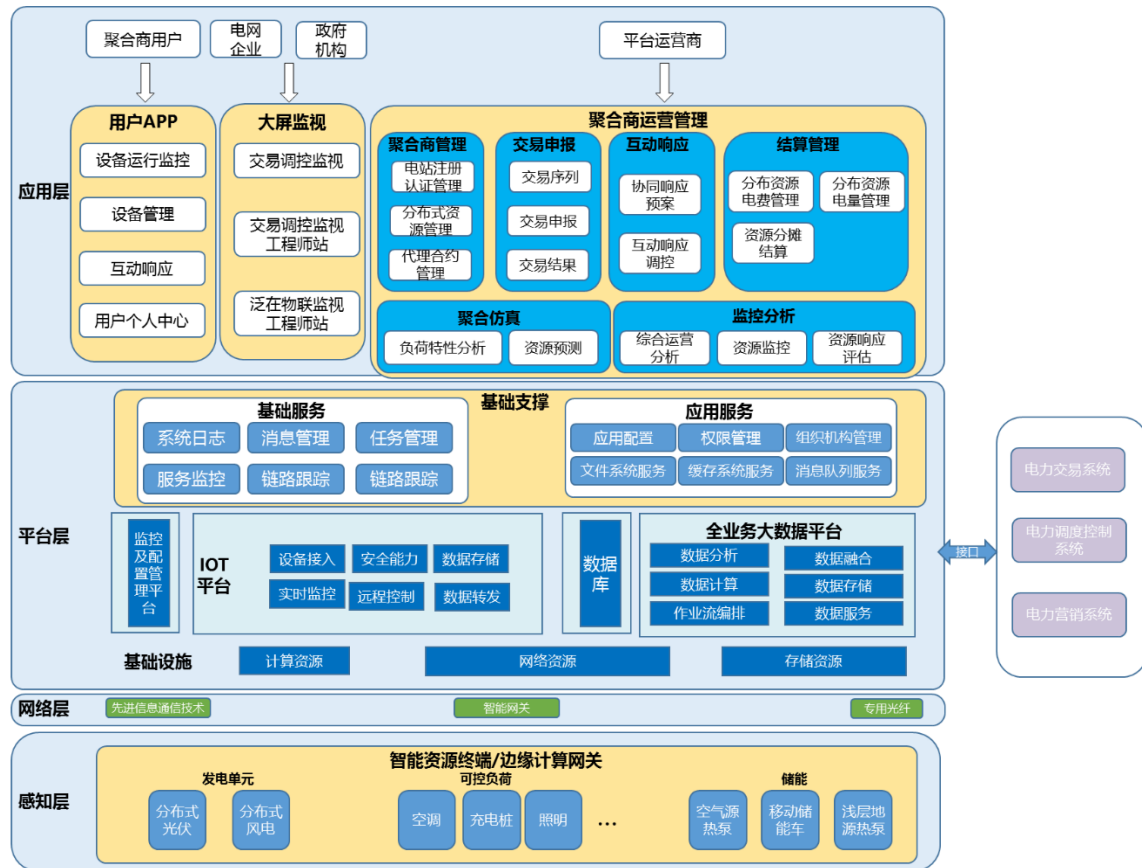 聚合商用户
电网
企业
政府
机构
平台运营商
应用层
用户APP
设备运行监控
设备管理
互动响应
用户个人中心
大屏监视
交易调控监视
交易调控监视
工程师站
泛在物联监视
工程师站
聚合商运营管理
聚合商管理
电站注册
认证管理
分布式资
源管理
代理合约
管理
交易申报
交易序列
交易申报
交易结果
互动响应
协同响应
预案
互动响应
调控
结算管理
分布资源
电费管理
分布资源
电量管理
资源分摊
结算
聚合仿真
负荷特性分析
资源预测
监控分析
综合运营
分析
资源监控
资源响应
评估
平台层
基础支撑
基础服务
系统日志
消息管理
任务管理
服务监控
链路跟踪
链路跟踪
应用服务
应用配置
权限管理
组织机构管理
文件系统服务
缓存系统服务
消息队列服务
监控
及配
置管
理平
台
IOT
平台
设备接入
安全能力
数据存储
实时监控
远程控制
数据转发
数据
库
全业务大数据平台
数据分析
数据融合
数据计算
数据存储
作业流编排
数据服务
基础设施
计算资源
网络资源
存储资源
接口
电力交易系统
电力调度控制
系统
电力营销系统
网络层
先进信息通信技术
智能网关
专用光纤
感知层
智能资源终端/边缘计算网关
发电单元
分布式
光伏
分布式
风电
可控负荷
空调
充电桩
照明
...
储能
空气源
热泵
移动储
能车
浅层地
源热泵